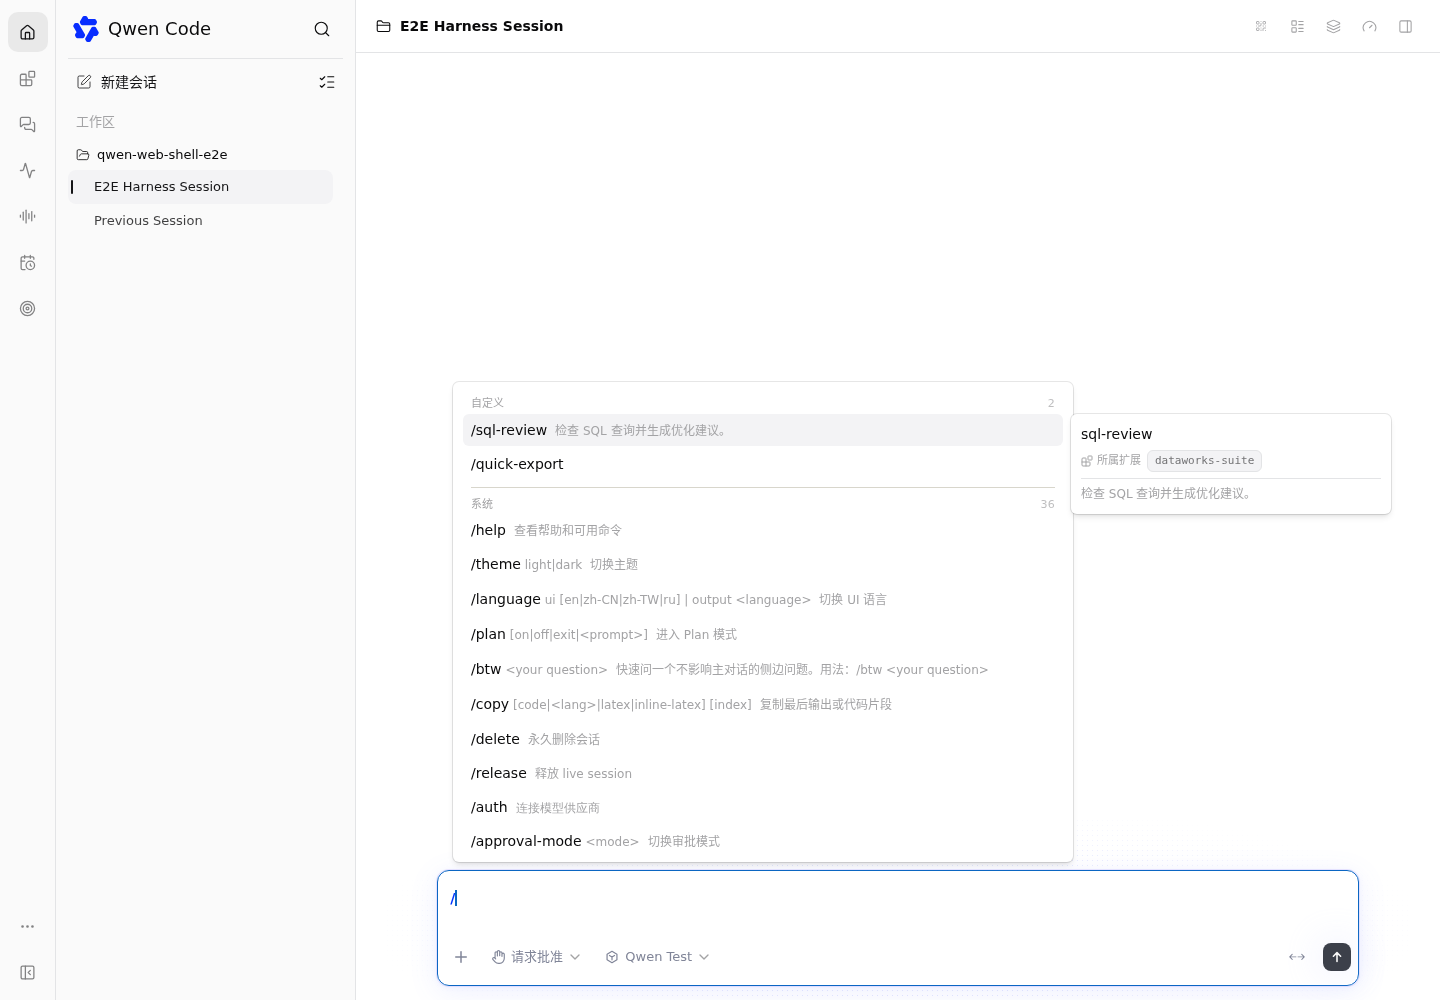 Qwen Code
新建会话
工作区
qwen-web-shell-e2e
E2E Harness Session
Previous Session
E2E Harness Session
自定义 2
/sql-review 检查 SQL 查询并生成优化建议。
/quick-export
系统 36
/help 查看帮助和可用命令
/theme light|dark 切换主题
/language ui [en|zh-CN|zh-TW|ru] | output <language> 切换 UI 语言
/plan [on|off|exit|<prompt>] 进入 Plan 模式
/btw <your question> 快速问一个不影响主对话的侧边问题。用法：/btw <your question>
/copy [code|<lang>|latex|inline-latex] [index] 复制最后输出或代码片段
/delete 永久删除会话
/release 释放 live session
/auth 连接模型供应商
/approval-mode <mode> 切换审批模式
sql-review
所属扩展 dataworks-suite
检查 SQL 查询并生成优化建议。
/
请求批准 Qwen Test